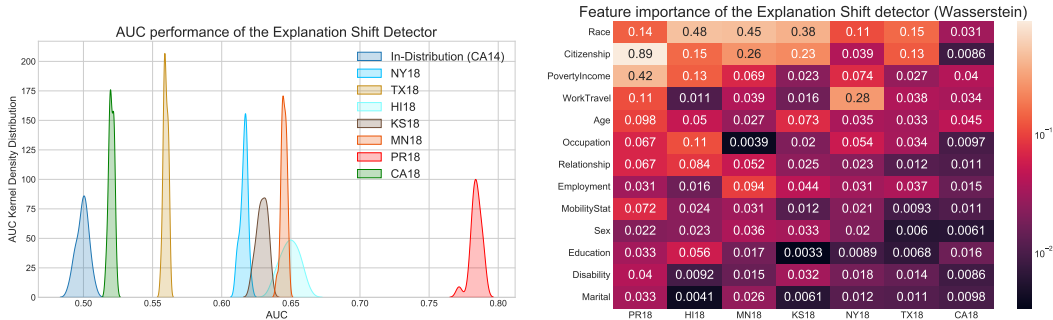 AUC performance of the Explanation Shift Detector
AUC Kernel Density Distribution
200
175
150
125
100
75
50
25
0
0.50 0.55 0.60 0.65 0.70 0.75 0.80
AUC
In-Distribution (CA14)
NY18
TX18
HI18
KS18
MN18
PR18
CA18
Feature importance of the Explanation Shift detector (Wasserstein)
Race 0.14 0.48 0.45 0.38 0.11 0.15 0.031
Citizenship 0.89 0.15 0.26 0.23 0.039 0.13 0.0086
PovertyIncome 0.42 0.13 0.069 0.023 0.074 0.027 0.04
WorkTravel 0.11 0.011 0.039 0.016 0.28 0.038 0.034
Age 0.098 0.05 0.027 0.073 0.035 0.033 0.045
Occupation 0.067 0.11 0.0039 0.02 0.054 0.034 0.0097
Relationship 0.067 0.084 0.052 0.025 0.023 0.012 0.011
Employment 0.031 0.016 0.094 0.044 0.031 0.037 0.015
MobilityStat 0.072 0.024 0.031 0.012 0.021 0.0093 0.011
Sex 0.022 0.023 0.036 0.033 0.02 0.006 0.0061
Education 0.033 0.056 0.017 0.0033 0.0089 0.0068 0.016
Disability 0.04 0.0092 0.015 0.032 0.018 0.014 0.0086
Marital 0.033 0.0041 0.026 0.0061 0.012 0.011 0.0098
PR18 HI18 MN18 KS18 NY18 TX18 CA18
10⁻¹
10⁻²